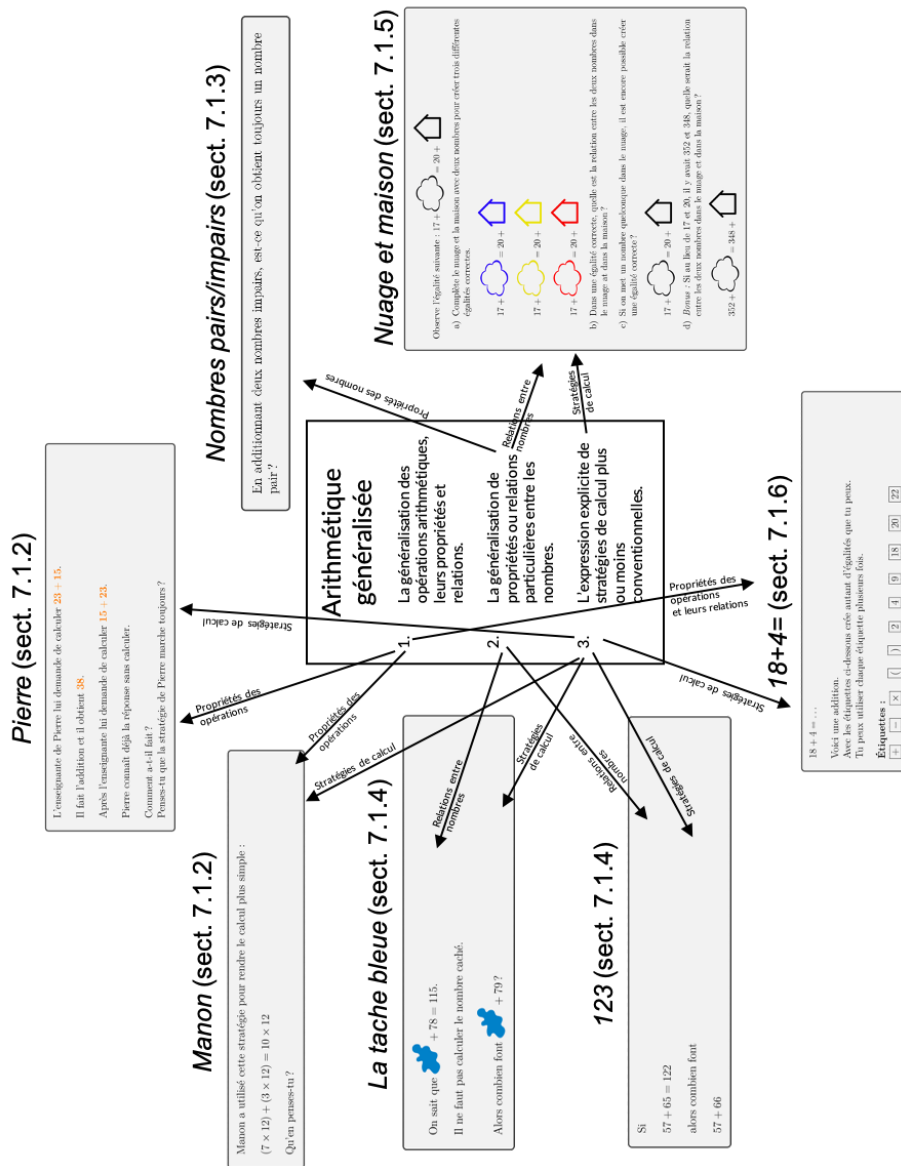 Pierre (sect. 7.1.2)
L'enseignante de Pierre lui demande de calculer 23 + 15.
Il fait l'addition et il obtient 38.
Après l'enseignante lui demande de calculer 15 + 23.
Pierre connaît déjà la réponse sans calculer.
Comment a-t-il fait ?
Penses-tu que la stratégie de Pierre marche toujours ?
Nombres pairs/impairs (sect. 7.1.3)
En additionnant deux nombres impairs, est-ce qu'on obtient toujours un nombre
pair ?
Manon (sect. 7.1.2)
Manon a utilisé cette stratégie pour rendre le calcul plus simple :
(7 × 12) + (3 × 12) = 10 × 12
Qu'en penses-tu ?
Propriétés des
opérations
Propriétés des
opérations
Stratégies de calcul
Stratégies de calcul
Propriétés des nombres
Arithmétique
généralisée
1. La généralisation des
opérations arithmétiques,
leurs propriétés et
relations.
2. La généralisation de
propriétés ou relations
particulières entre les
nombres.
3. L'expression explicite de
stratégies de calcul plus
ou moins
conventionnelles.
Relations entre
nombres
Stratégies
de calcul
Nuage et maison (sect. 7.1.5)
Observe l'égalité suivante : 17 + = 20 +
a) Complète le nuage et la maison avec deux nombres pour créer trois différentes
égalités correctes.
17 + = 20 +
17 + = 20 +
17 + = 20 +
b) Dans une égalité correcte, quelle est la relation entre les deux nombres dans
le nuage at dans la maison ?
c) Si on met un nombre quelconque dans le nuage, il est encore possible créer
une égalité correcte ?
17 + = 20 +
d) Bonus : Si au lieu de 17 et 20, il y avait 352 et 348, quelle serait la relation
entre les deux nombres dans le nuage et dans la maison ?
352 + = 348 +
La tache bleue (sect. 7.1.4)
On sait que + 78 = 115.
Il ne faut pas calculer le nombre caché.
Alors combien font + 79 ?
Relations entre
nombres
Stratégies
de calcul
Relations entre
nombres
Stratégies de calcul
123 (sect. 7.1.4)
Si
57 + 65 = 122
alors combien font
57 + 66
Propriétés des
opérations
et leurs relations
Stratégies de calcul
18+4= (sect. 7.1.6)
18 + 4 = …
Voici une addition.
Avec les étiquettes ci-dessous crée autant d'égalités que tu peux.
Tu peux utiliser chaque étiquette plusieurs fois.
Étiquettes :
+ − × ( ) 2 4 9 18 20 22